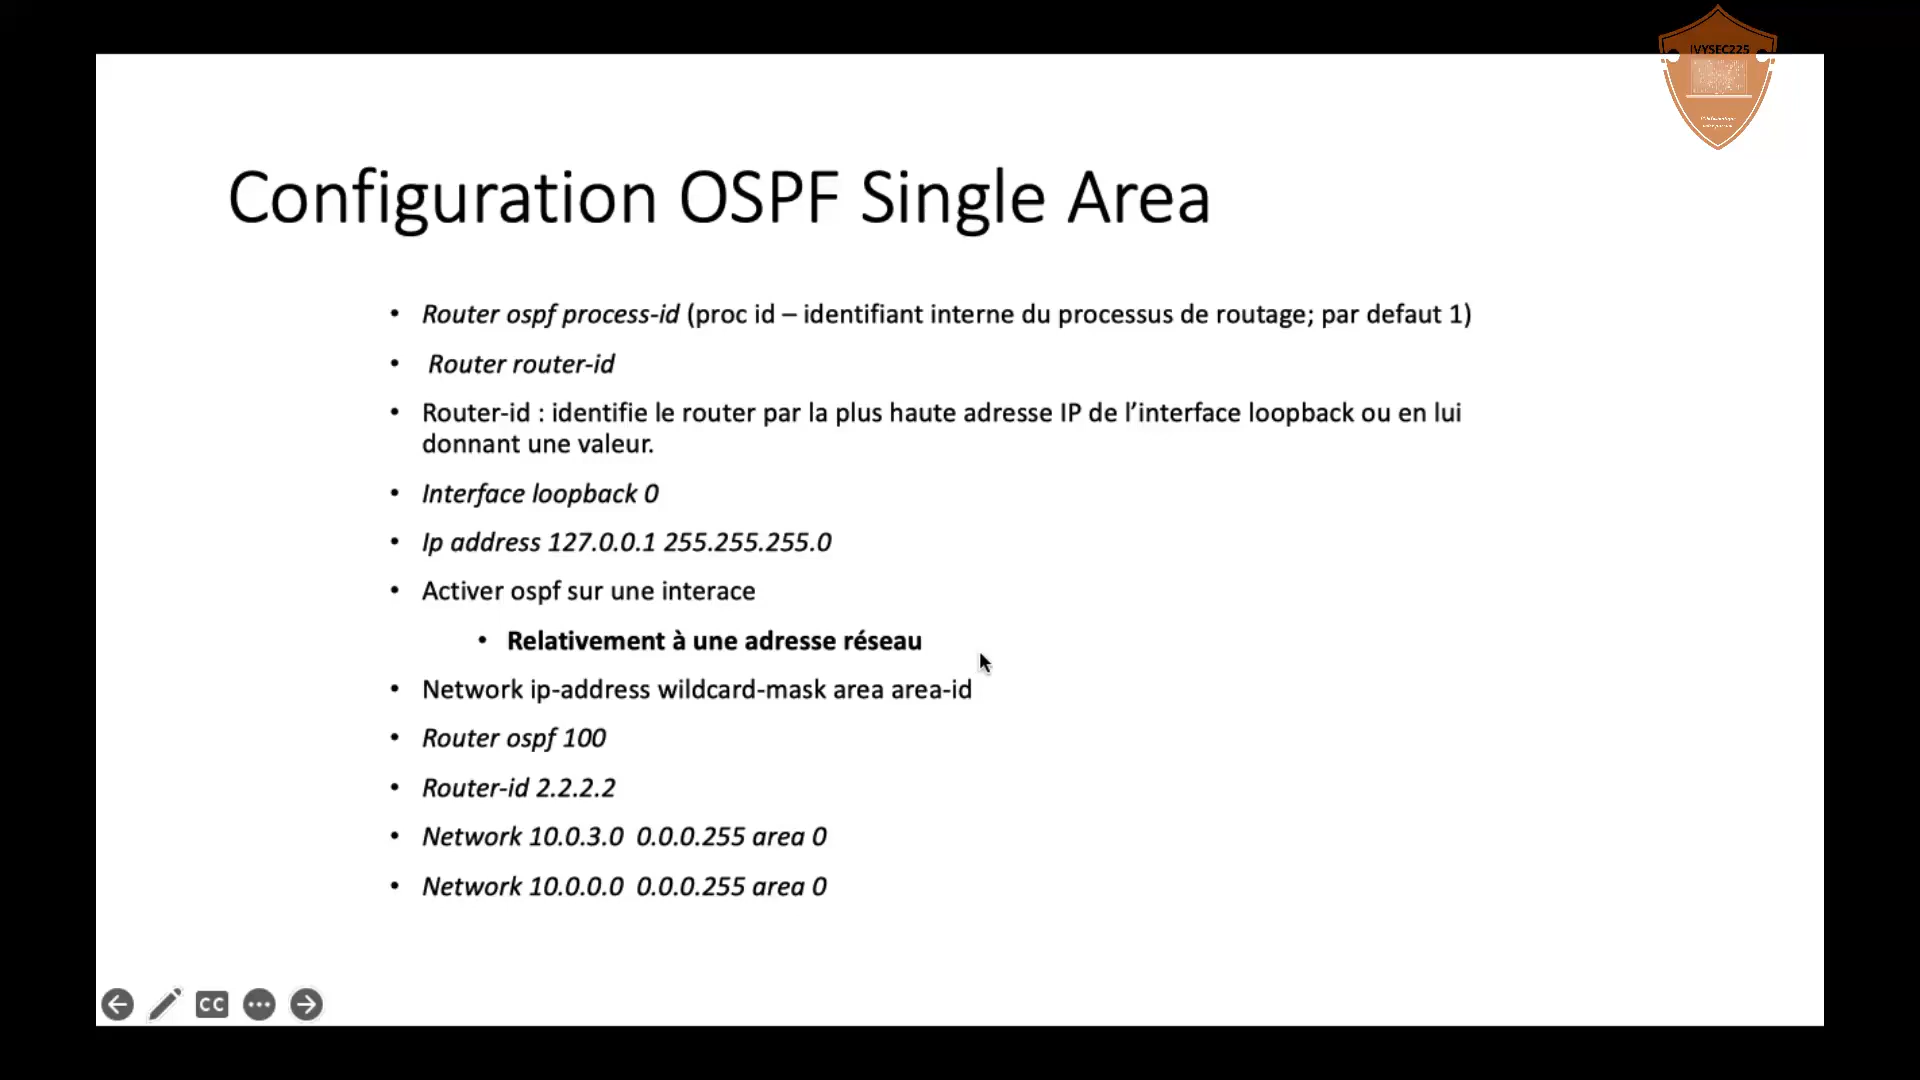 IVYSEC225
Configuration OSPF Single Area
• Router ospf process-id (proc id – identifiant interne du processus de routage; par defaut 1)
• Router router-id
• Router-id : identifie le router par la plus haute adresse IP de l’interface loopback ou en lui
donnant une valeur.
• Interface loopback 0
• Ip address 127.0.0.1 255.255.255.0
• Activer ospf sur une interace
• Relativement à une adresse réseau
• Network ip-address wildcard-mask area area-id
• Router ospf 100
• Router-id 2.2.2.2
• Network 10.0.3.0 0.0.0.255 area 0
• Network 10.0.0.0 0.0.0.255 area 0
CC